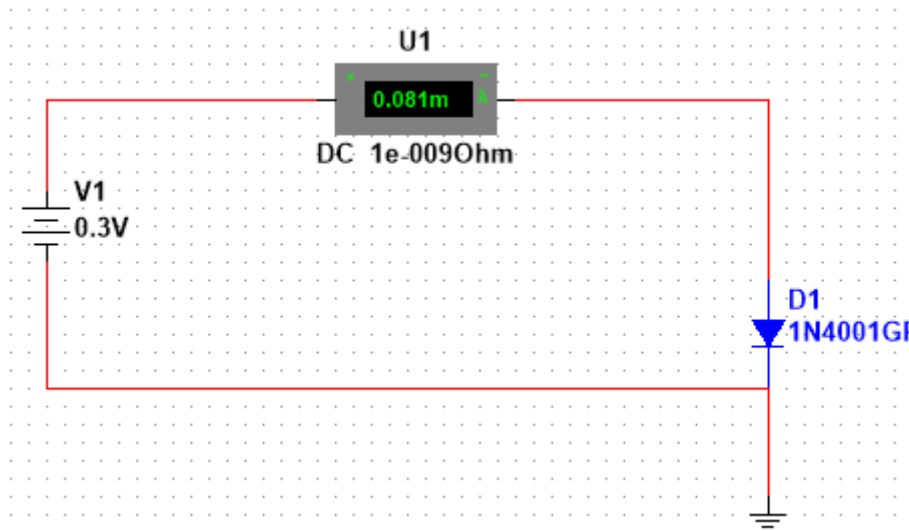 U1
+ -
0.081m A
DC 1e-009Ohm
V1
0.3V
D1
1N4001GP